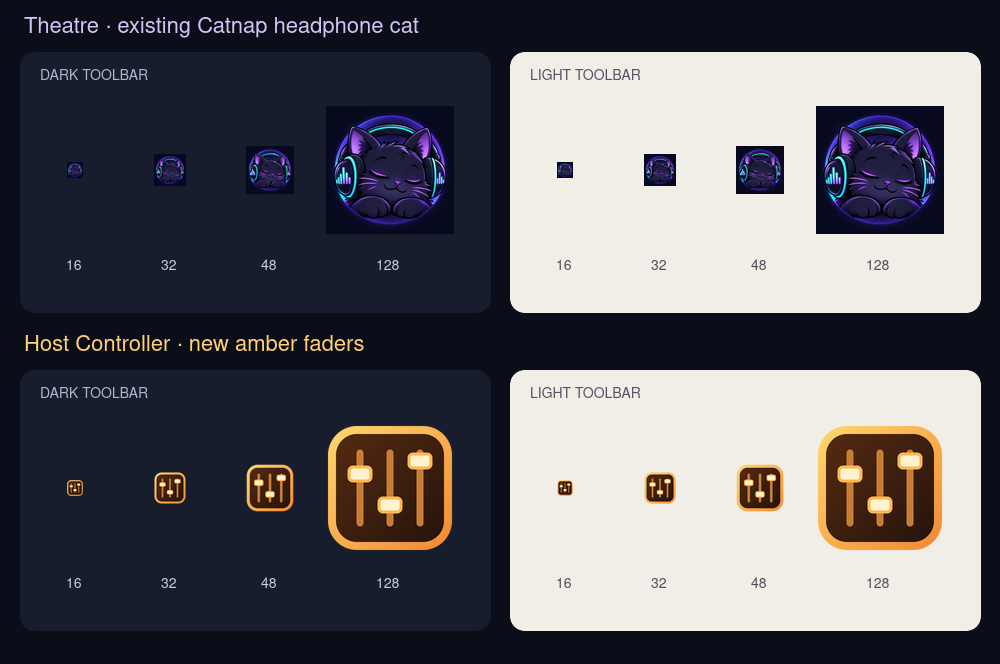 Theatre · existing Catnap headphone cat
DARK TOOLBAR
16 32 48 128
LIGHT TOOLBAR
16 32 48 128
Host Controller · new amber faders
DARK TOOLBAR
16 32 48 128
LIGHT TOOLBAR
16 32 48 128